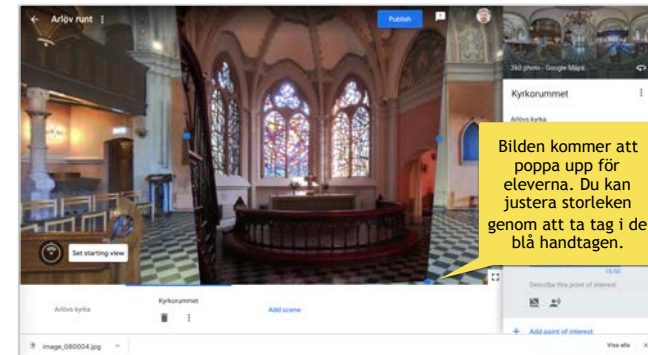 Arlöv runt
Publish
360 photo - Google Maps
Kyrkorummet
Arlövs kyrka
Bilden kommer att
poppa upp för
eleverna. Du kan
justera storleken
genom att ta tag i de
blå handtagen.
Set starting view
15/50
Describe this point of interest
Arlövs kyrka
Kyrkorummet
Add scene
Add point of interest
image_080004.jpg
Visa alla